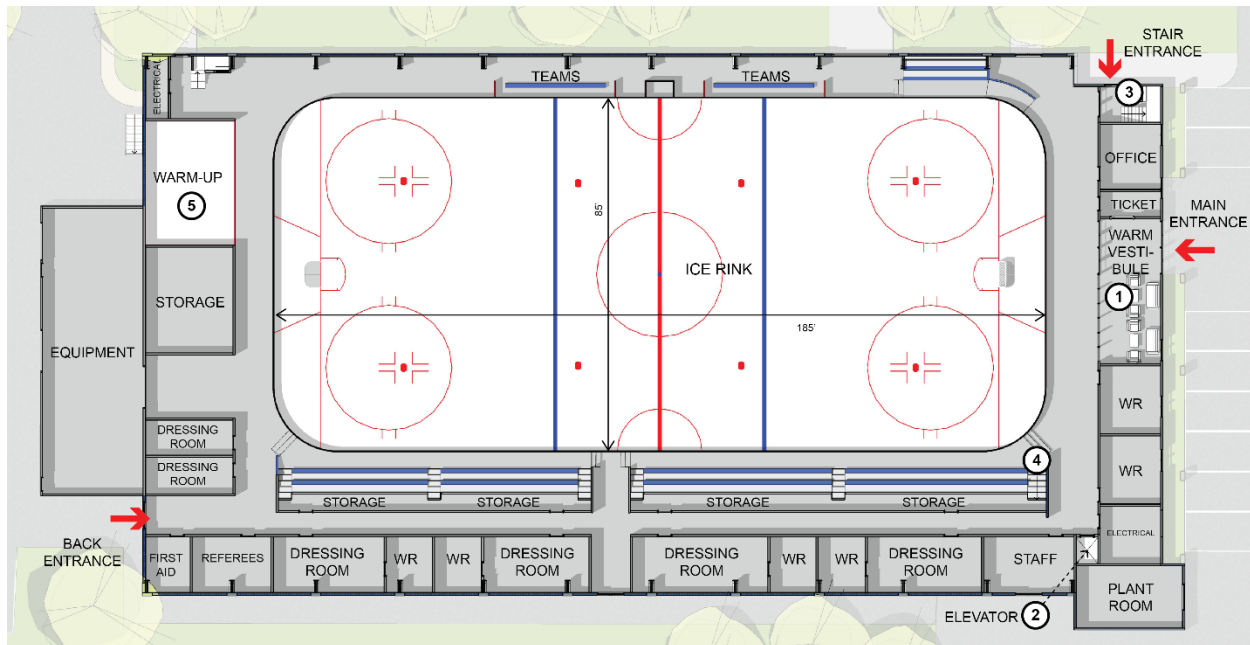 STAIR
ENTRANCE
TEAMS
TEAMS
ELECTRICAL
3
OFFICE
WARM-UP
5
TICKET
MAIN
ENTRANCE
85'
WARM
VESTI-
BULE
ICE RINK
1
STORAGE
185'
EQUIPMENT
WR
DRESSING
ROOM
WR
DRESSING
ROOM
4
STORAGE
STORAGE
STORAGE
STORAGE
BACK
ENTRANCE
ELECTRICAL
FIRST
AID
REFEREES
DRESSING
ROOM
WR
WR
DRESSING
ROOM
DRESSING
ROOM
WR
WR
DRESSING
ROOM
STAFF
PLANT
ROOM
ELEVATOR 2